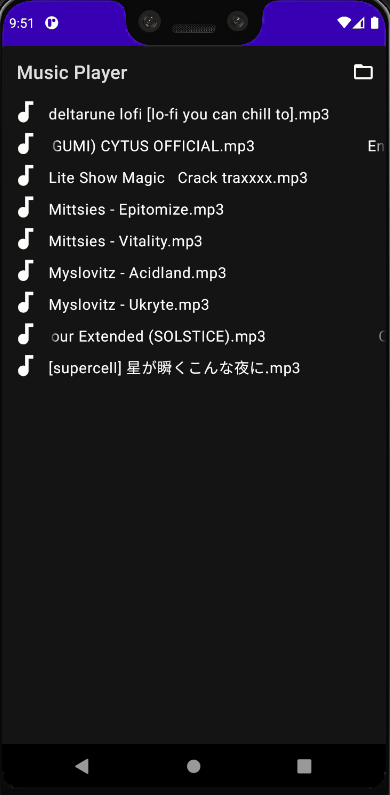 9:51
Music Player
deltarune lofi [lo-fi you can chill to].mp3
GUMI) CYTUS OFFICIAL.mp3 En
Lite Show Magic Crack traxxxx.mp3
Mittsies - Epitomize.mp3
Mittsies - Vitality.mp3
Myslovitz - Acidland.mp3
Myslovitz - Ukryte.mp3
our Extended (SOLSTICE).mp3
[supercell] 星が瞬くこんな夜に.mp3